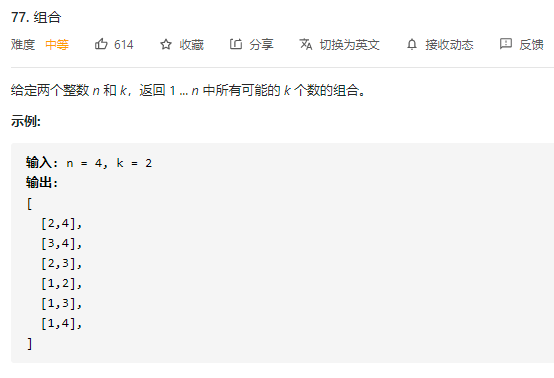 77. 组合
难度 中等 614 收藏 分享 切换为英文 接收动态 反馈
给定两个整数 n 和 k，返回 1 ... n 中所有可能的 k 个数的组合。
示例:
输入: n = 4, k = 2
输出:
[
  [2,4],
  [3,4],
  [2,3],
  [1,2],
  [1,3],
  [1,4],
]